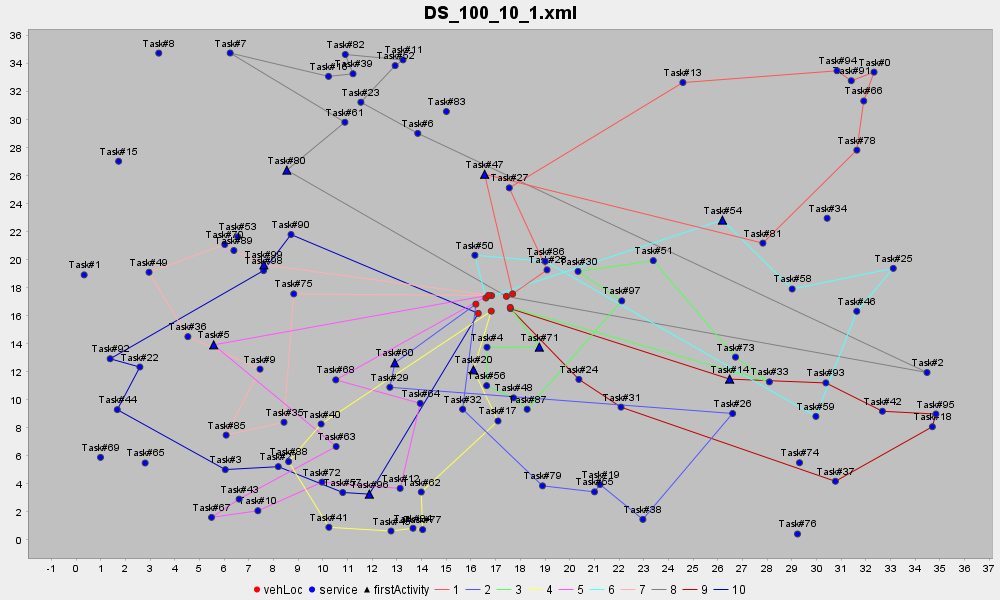 DS_100_10_1.xml
36
Task#8
Task#7
Task#82
Task#11
Task#52
34
Task#39
Task#94
Task#0
Task#91
Task#13
32
Task#66
Task#23
Task#83
30
Task#61
Task#6
28
Task#78
Task#15
Task#80
Task#47
26
Task#27
24
Task#54
Task#34
22
Task#53
Task#90
Task#89
Task#81
20
Task#50
Task#86
Task#28
Task#30
Task#51
Task#25
Task#1
Task#49
Task#98
18
Task#75
Task#97
Task#58
16
Task#46
Task#36
14
Task#5
Task#4
Task#71
Task#92
Task#22
Task#9
Task#60
Task#20
Task#73
Task#2
12
Task#68
Task#29
Task#56
Task#24
Task#14
Task#33
Task#93
10
Task#44
Task#64
Task#32
Task#48
Task#87
Task#31
Task#26
Task#59
Task#42
Task#95
Task#18
8
Task#85
Task#35
Task#40
Task#17
6
Task#69
Task#65
Task#3
Task#88
Task#21
Task#63
Task#74
4
Task#72
Task#57
Task#96
Task#12
Task#62
Task#79
Task#19
Task#55
Task#37
2
Task#67
Task#43
Task#10
Task#41
Task#77
Task#38
Task#76
0
-1 0 1 2 3 4 5 6 7 8 9 10 11 12 13 14 15 16 17 18 19 20 21 22 23 24 25 26 27 28 29 30 31 32 33 34 35 36 37
vehLoc service firstActivity 1 2 3 4 5 6 7 8 9 10